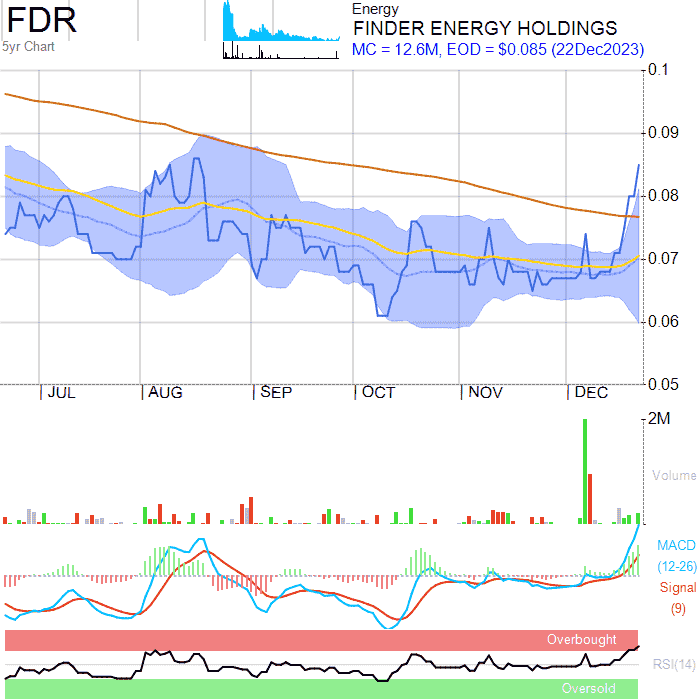 FDR
5yr Chart
Energy
FINDER ENERGY HOLDINGS
MC = 12.6M, EOD = $0.085 (22Dec2023)
0.1
0.09
0.08
0.07
0.06
0.05
JUL AUG SEP OCT NOV DEC
2M
Volume
MACD
(12-26)
Signal
(9)
Overbought
RSI(14)
Oversold